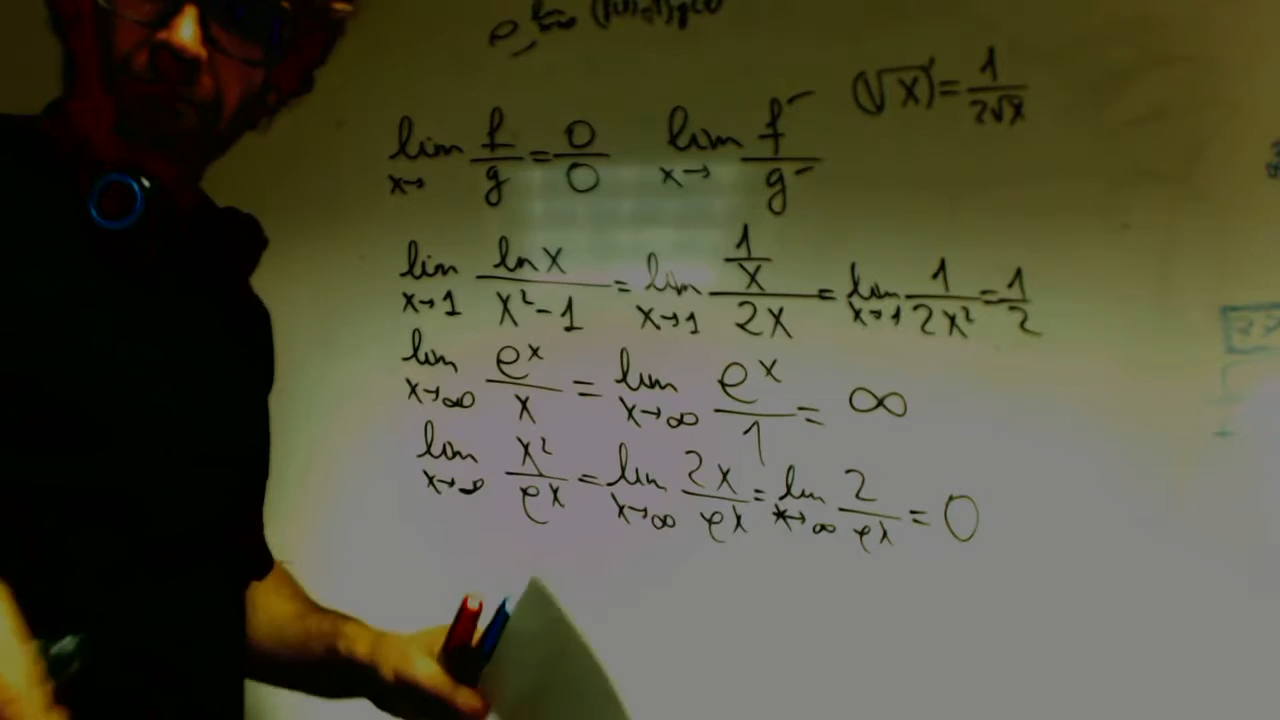 (√x)' = 1/(2√x)
lim x→ f/g = 0/0 lim x→ f'/g'
lim x→1 ln x/(x²-1) = lim x→1 (1/x)/(2x) = lim x→1 1/(2x²) = 1/2
lim x→∞ eˣ/x = lim x→∞ eˣ/1 = ∞
lim x→∞ x²/eˣ = lim x→∞ 2x/eˣ = lim x→∞ 2/eˣ = 0